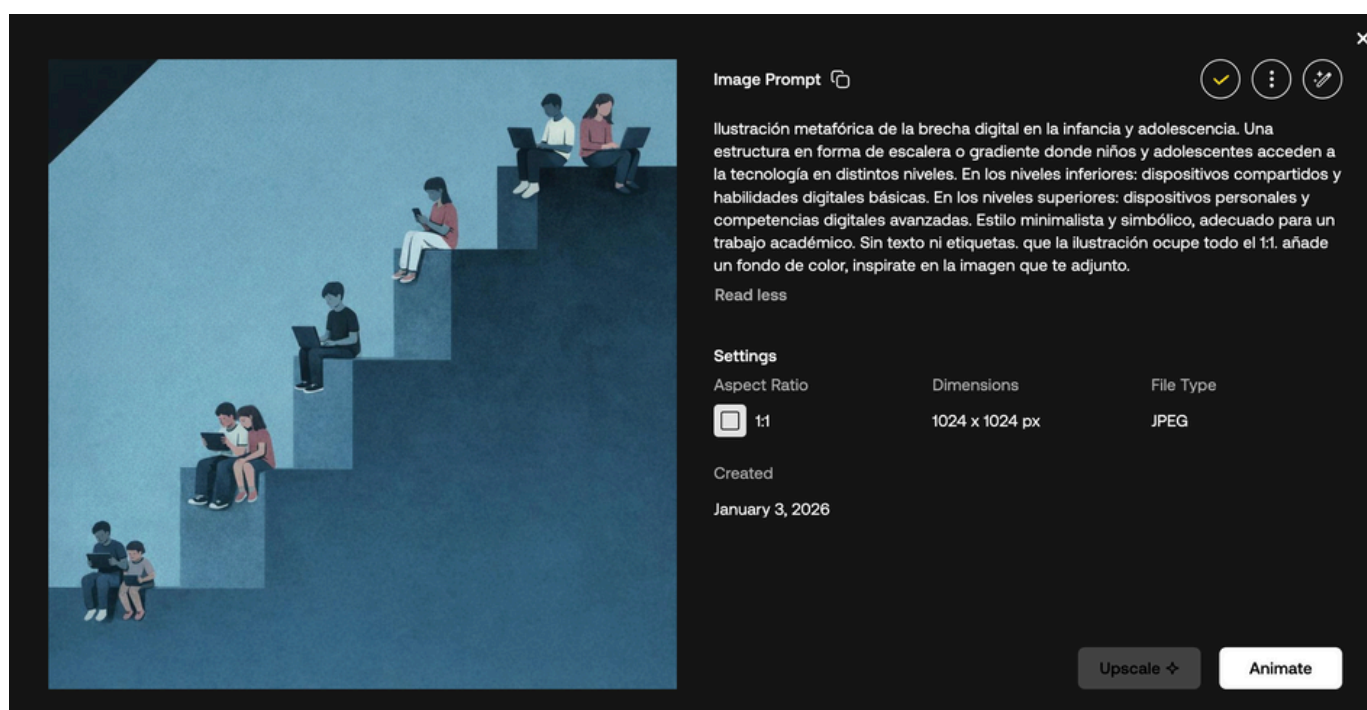 Image Prompt
Ilustración metafórica de la brecha digital en la infancia y adolescencia. Una
estructura en forma de escalera o gradiente donde niños y adolescentes acceden a
la tecnología en distintos niveles. En los niveles inferiores: dispositivos compartidos y
habilidades digitales básicas. En los niveles superiores: dispositivos personales y
competencias digitales avanzadas. Estilo minimalista y simbólico, adecuado para un
trabajo académico. Sin texto ni etiquetas. que la ilustración ocupe todo el 1:1. añade
un fondo de color, inspirate en la imagen que te adjunto.
Read less
Settings
Aspect Ratio Dimensions File Type
1:1 1024 x 1024 px JPEG
Created
January 3, 2026
Upscale Animate